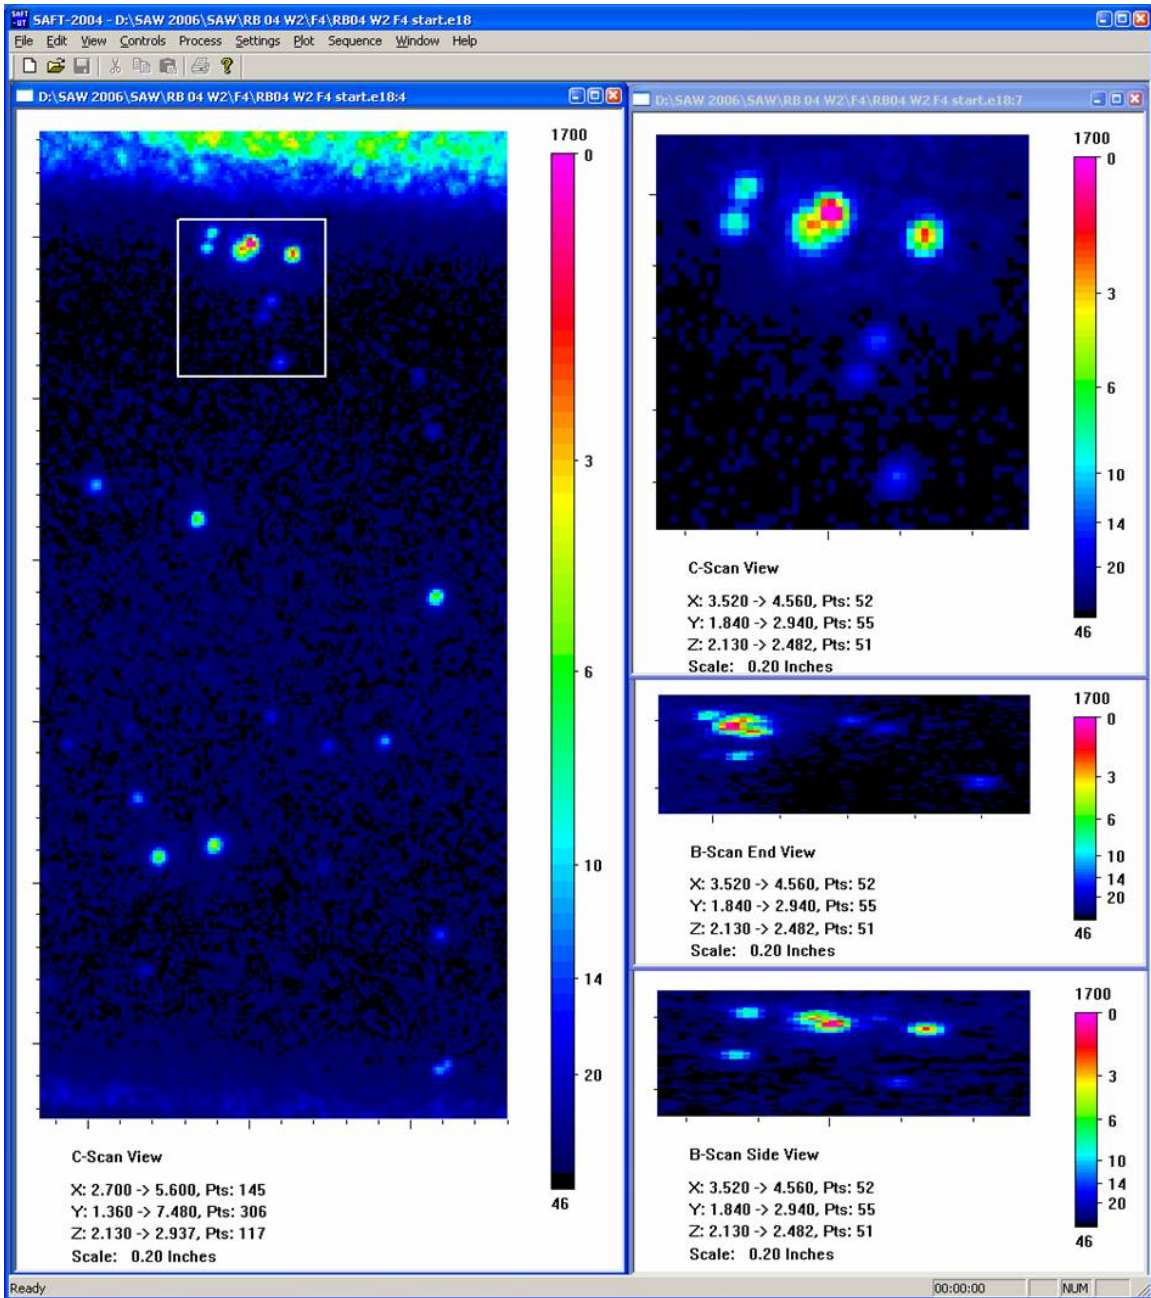 SAFT-UT
SAFT-2004 - D:\SAW 2006\SAW\RB 04 W2\F4\RB04 W2 F4 start.e18
File Edit View Controls Process Settings Plot Sequence Window Help
D:\SAW 2006\SAW\RB 04 W2\F4\RB04 W2 F4 start.e18:4
1700
0
3
6
10
14
20
46
C-Scan View
X: 2.700 -> 5.600, Pts: 145
Y: 1.360 -> 7.480, Pts: 306
Z: 2.130 -> 2.937, Pts: 117
Scale: 0.20 Inches
D:\SAW 2006\SAW\RB 04 W2\F4\RB04 W2 F4 start.e18:7
1700
0
3
6
10
14
20
46
C-Scan View
X: 3.520 -> 4.560, Pts: 52
Y: 1.840 -> 2.940, Pts: 55
Z: 2.130 -> 2.482, Pts: 51
Scale: 0.20 Inches
1700
0
3
6
10
14
20
46
B-Scan End View
X: 3.520 -> 4.560, Pts: 52
Y: 1.840 -> 2.940, Pts: 55
Z: 2.130 -> 2.482, Pts: 51
Scale: 0.20 Inches
1700
0
3
6
10
14
20
46
B-Scan Side View
X: 3.520 -> 4.560, Pts: 52
Y: 1.840 -> 2.940, Pts: 55
Z: 2.130 -> 2.482, Pts: 51
Scale: 0.20 Inches
Ready
00:00:00
NUM